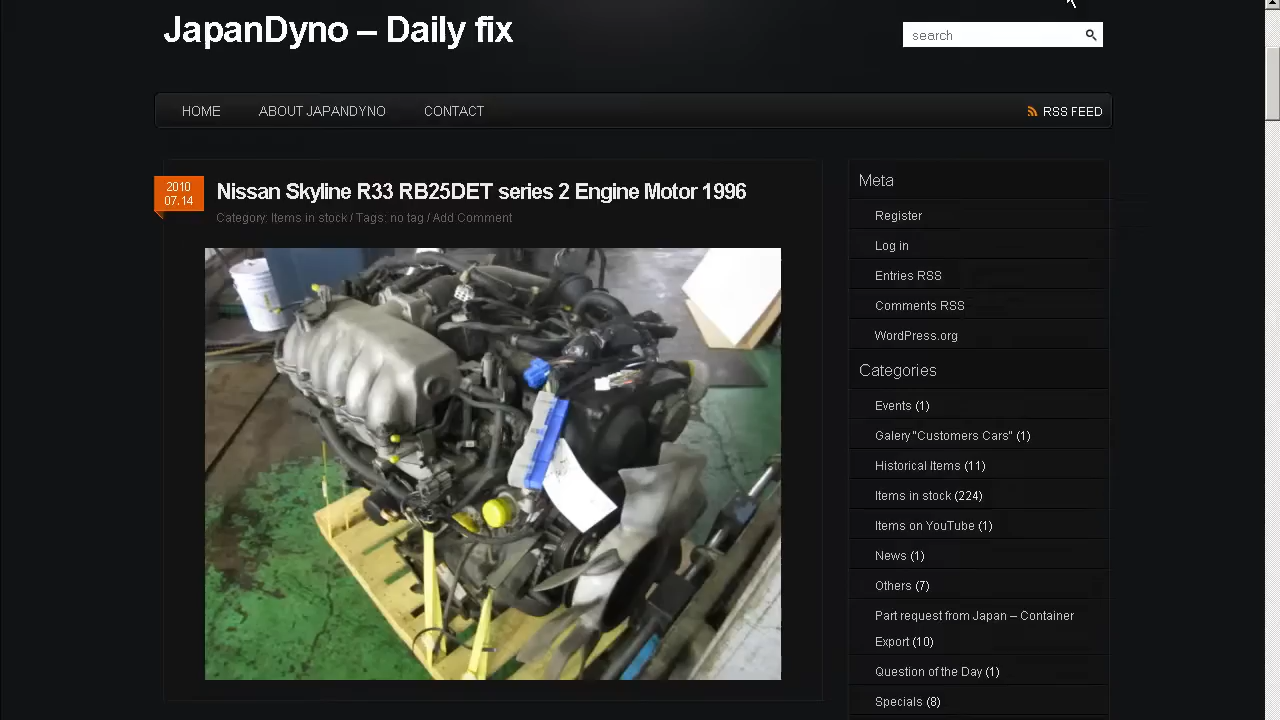 JapanDyno – Daily fix
search
HOME
ABOUT JAPANDYNO
CONTACT
RSS FEED
2010
07.14
Nissan Skyline R33 RB25DET series 2 Engine Motor 1996
Category: Items in stock / Tags: no tag / Add Comment
Meta
Register
Log in
Entries RSS
Comments RSS
WordPress.org
Categories
Events (1)
Galery "Customers Cars" (1)
Historical Items (11)
Items in stock (224)
Items on YouTube (1)
News (1)
Others (7)
Part request from Japan – Container
Export (10)
Question of the Day (1)
Specials (8)